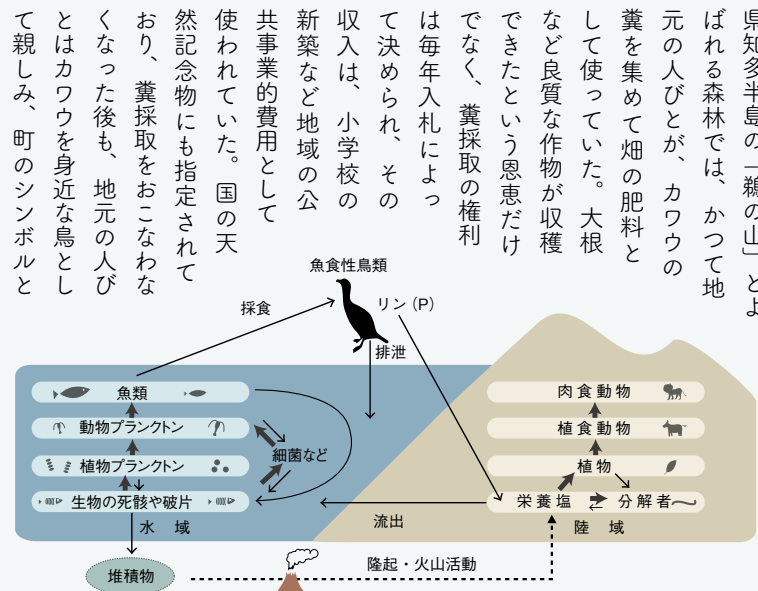 県知多半島の「鵜の山」とよ
ばれる森林では、かつて地
元の人びとが、カワウの
糞を集めて畑の肥料と
して使っていた。大根
など良質な作物が収穫
できたという恩恵だけ
でなく、糞採取の権利
は毎年入札によっ
て決められ、その
収入は、小学校の
新築など地域の公
共事業的費用として
使われていた。国の天
然記念物にも指定されて
おり、糞採取をおこなわな
くなった後も、地元の人び
とはカワウを身近な鳥とし
て親しみ、町のシンボルと
魚食性鳥類
採食
リン(P)
排泄
魚類
動物プランクトン
植物プランクトン
細菌など
生物の死骸や破片
水域
堆積物
肉食動物
植食動物
植物
栄養塩
分解者
流出
陸域
隆起・火山活動